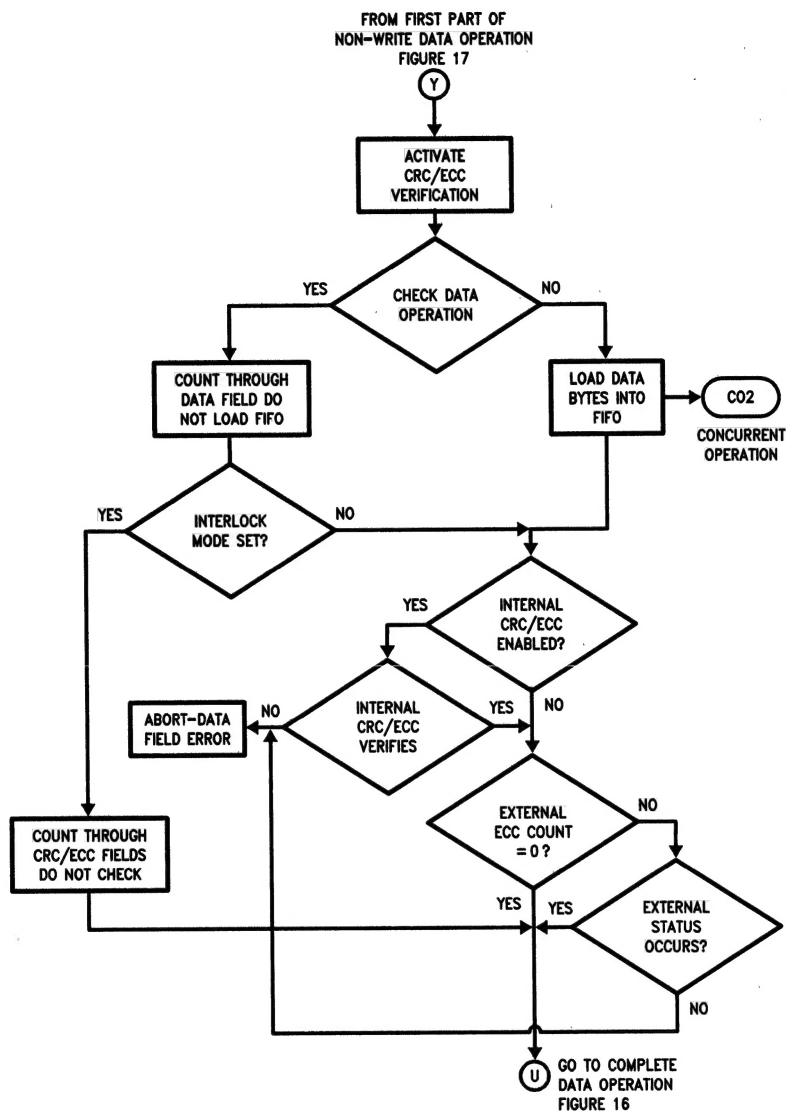 FROM FIRST PART OF
NON-WRITE DATA OPERATION
FIGURE 17
Y
ACTIVATE
CRC/ECC
VERIFICATION
YES
CHECK DATA
OPERATION
NO
COUNT THROUGH
DATA FIELD DO
NOT LOAD FIFO
LOAD DATA
BYTES INTO
FIFO
CO2
CONCURRENT
OPERATION
YES
INTERLOCK
MODE SET?
NO
YES
INTERNAL
CRC/ECC
ENABLED?
ABORT-DATA
FIELD ERROR
NO
INTERNAL
CRC/ECC
VERIFIES
YES
NO
EXTERNAL
ECC COUNT
=0?
NO
COUNT THROUGH
CRC/ECC FIELDS
DO NOT CHECK
YES
YES
EXTERNAL
STATUS
OCCURS?
NO
U
GO TO COMPLETE
DATA OPERATION
FIGURE 16